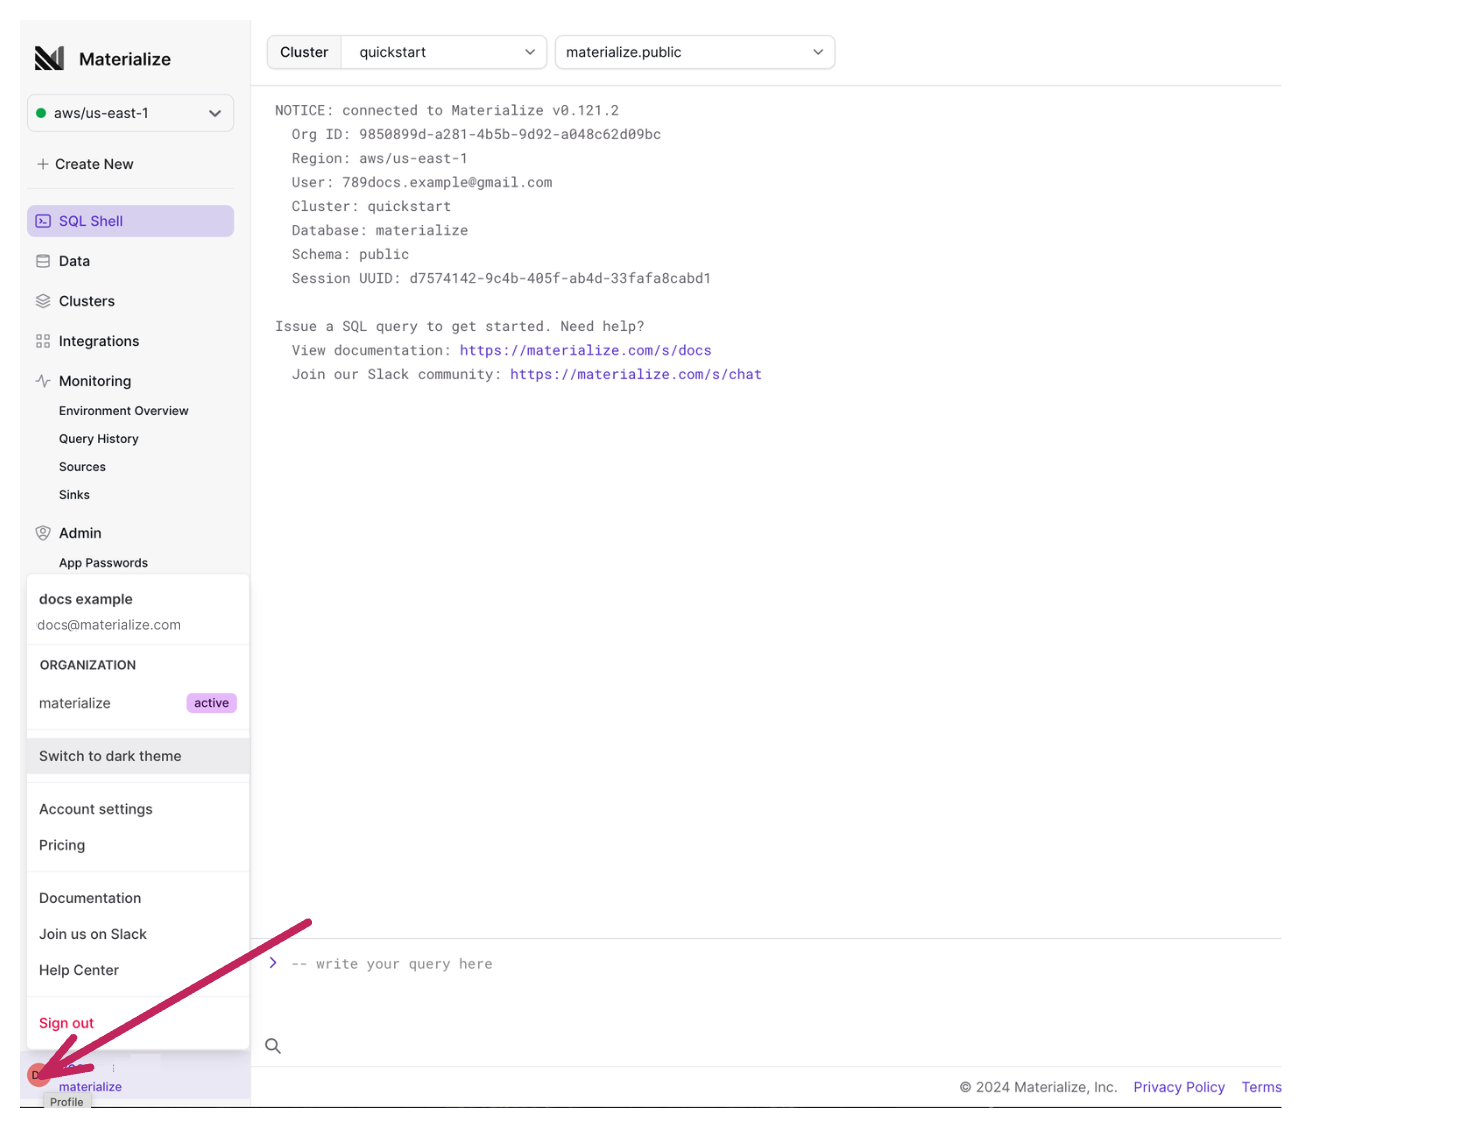 Materialize
aws/us-east-1
Create New
SQL Shell
Data
Clusters
Integrations
Monitoring
Environment Overview
Query History
Sources
Sinks
Admin
App Passwords
docs example
docs@materialize.com
ORGANIZATION
materialize active
Switch to dark theme
Account settings
Pricing
Documentation
Join us on Slack
Help Center
Sign out
materialize
Profile
Cluster quickstart materialize.public
NOTICE: connected to Materialize v0.121.2
Org ID: 9850899d-a281-4b5b-9d92-a048c62d09bc
Region: aws/us-east-1
User: 789docs.example@gmail.com
Cluster: quickstart
Database: materialize
Schema: public
Session UUID: d7574142-9c4b-405f-ab4d-33fafa8cabd1
Issue a SQL query to get started. Need help?
View documentation: https://materialize.com/s/docs
Join our Slack community: https://materialize.com/s/chat
-- write your query here
© 2024 Materialize, Inc. Privacy Policy Terms